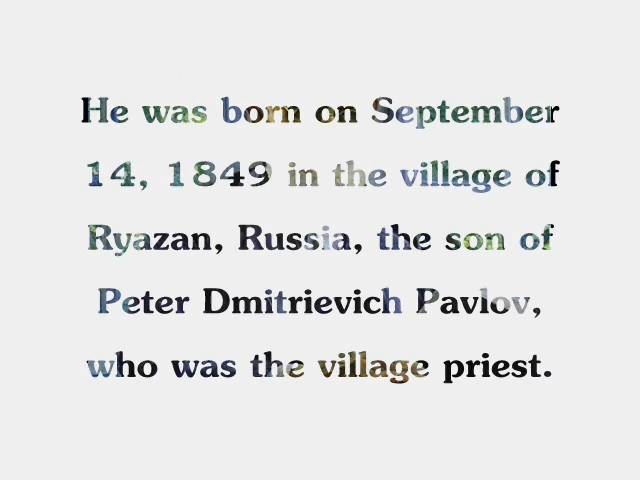 He was born on September
14, 1849 in the village of
Ryazan, Russia, the son of
Peter Dmitrievich Pavlov,
who was the village priest.